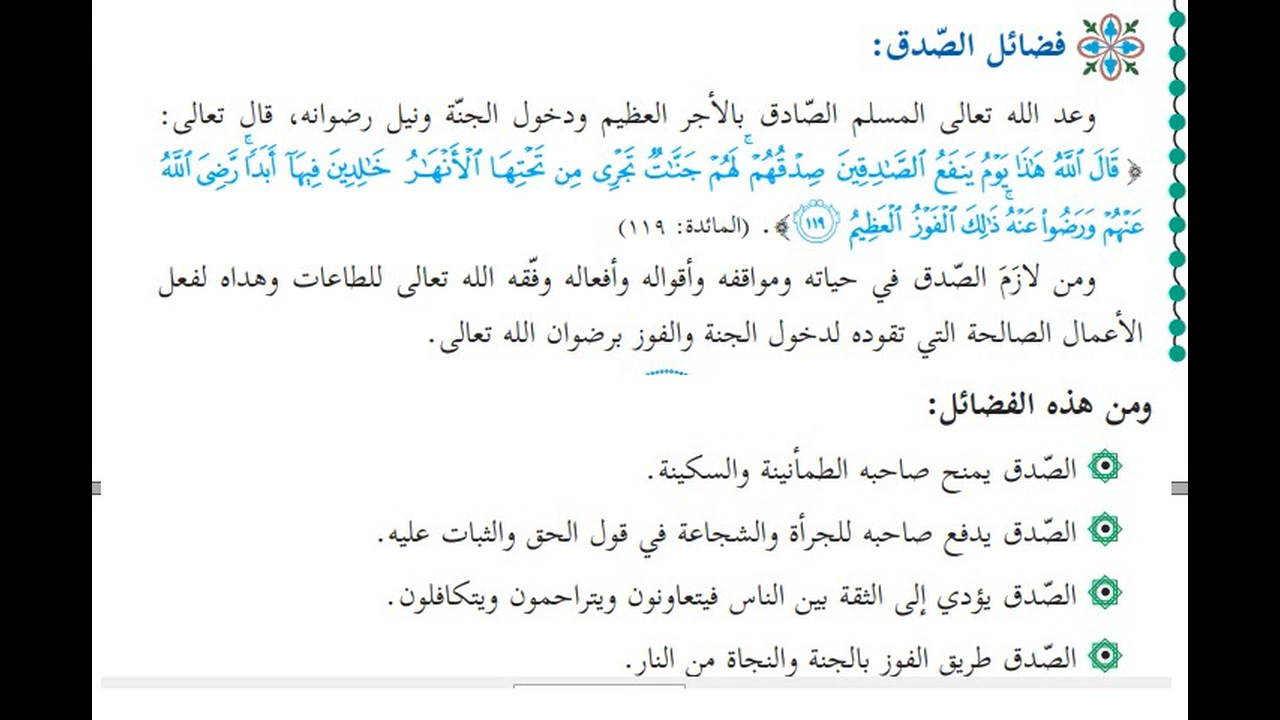 فضائل الصّدق:
وعد الله تعالى المسلم الصّادق بالأجر العظيم ودخول الجنّة ونيل رضوانه، قال تعالى:
﴿ قَالَ ٱللَّهُ هَـٰذَا يَوۡمُ يَنفَعُ ٱلصَّـٰدِقِينَ صِدۡقُهُمۡۚ لَهُمۡ جَنَّـٰتٞ تَجۡرِى مِن تَحۡتِهَا ٱلۡأَنۡهَـٰرُ خَـٰلِدِينَ فِيهَآ أَبَدٗاۚ رَّضِىَ ٱللَّهُ
عَنۡهُمۡ وَرَضُواْ عَنۡهُۚ ذَٰلِكَ ٱلۡفَوۡزُ ٱلۡعَظِيمُ ١١٩ ﴾. (المائدة: ١١٩)
ومن لازَمَ الصّدق في حياته ومواقفه وأقواله وأفعاله وفّقه الله تعالى للطاعات وهداه لفعل
الأعمال الصالحة التي تقوده لدخول الجنة والفوز برضوان الله تعالى.
ومن هذه الفضائل:
الصّدق يمنح صاحبه الطمأنينة والسكينة.
الصّدق يدفع صاحبه للجرأة والشجاعة في قول الحق والثبات عليه.
الصّدق يؤدي إلى الثقة بين الناس فيتعاونون ويتراحمون ويتكافلون.
الصّدق طريق الفوز بالجنة والنجاة من النار.